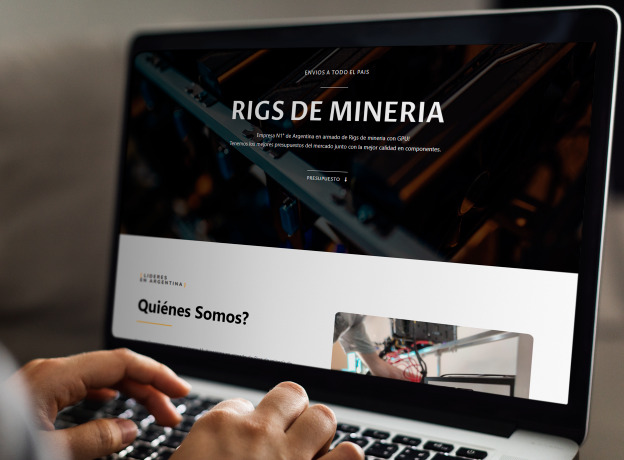 ENVIOS A TODO EL PAIS
RIGS DE MINERIA
Empresa N1° de Argentina en armado de Rigs de mineria con GPU!
Tenemos los mejores presupuestos del mercado junto con la mejor calidad en componentes.
PRESUPUESTO
LIDERES
EN ARGENTINA
Quiénes Somos?